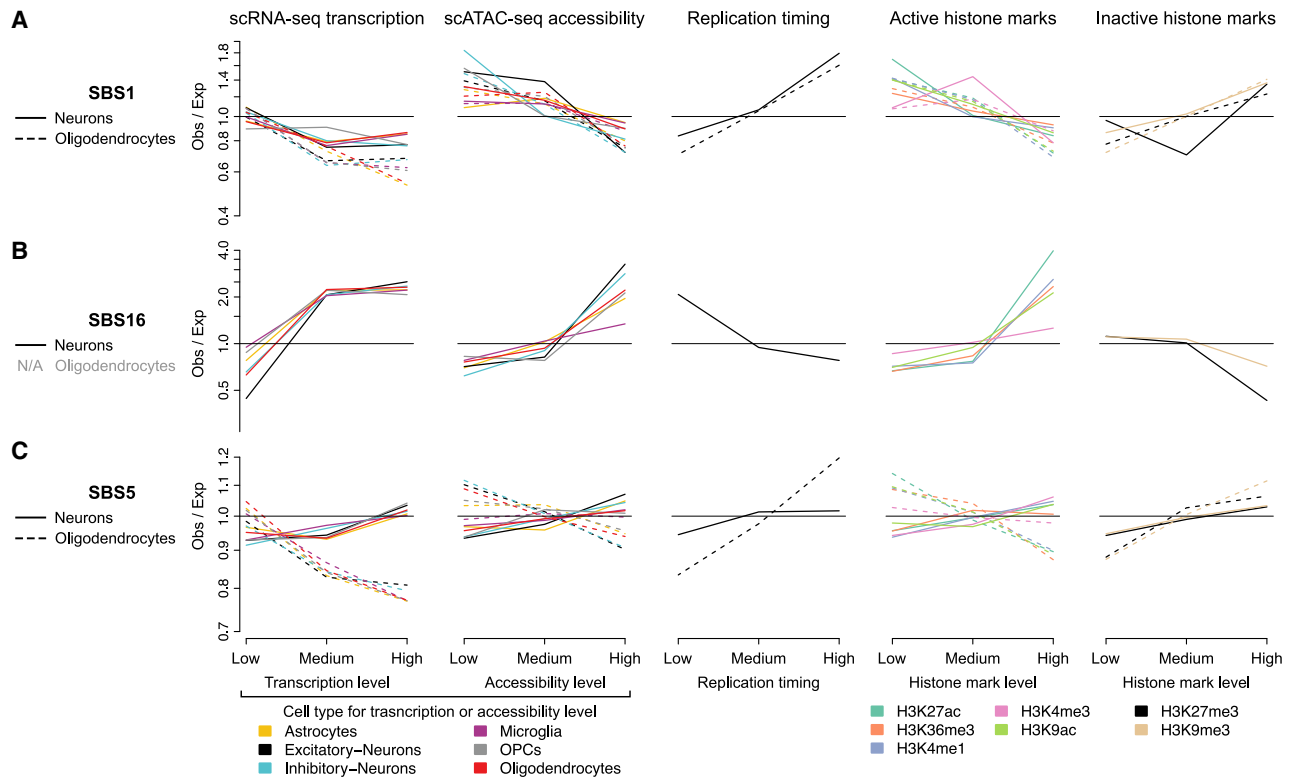 A
scRNA-seq transcription
scATAC-seq accessibility
Replication timing
Active histone marks
Inactive histone marks
SBS1
Neurons
Oligodendrocytes
Obs / Exp
1.8
1.4
1.0
0.8
0.6
0.4
B
SBS16
Neurons
N/A Oligodendrocytes
Obs / Exp
4.0
2.0
1.0
0.5
C
SBS5
Neurons
Oligodendrocytes
Obs / Exp
1.2
1.1
1.0
0.9
0.8
0.7
Low Medium High
Low Medium High
Low Medium High
Low Medium High
Low Medium High
Transcription level
Accessibility level
Replication timing
Histone mark level
Histone mark level
Cell type for trasncription or accessibility level
Astrocytes
Excitatory−Neurons
Inhibitory−Neurons
Microglia
OPCs
Oligodendrocytes
H3K27ac
H3K36me3
H3K4me1
H3K4me3
H3K9ac
H3K27me3
H3K9me3